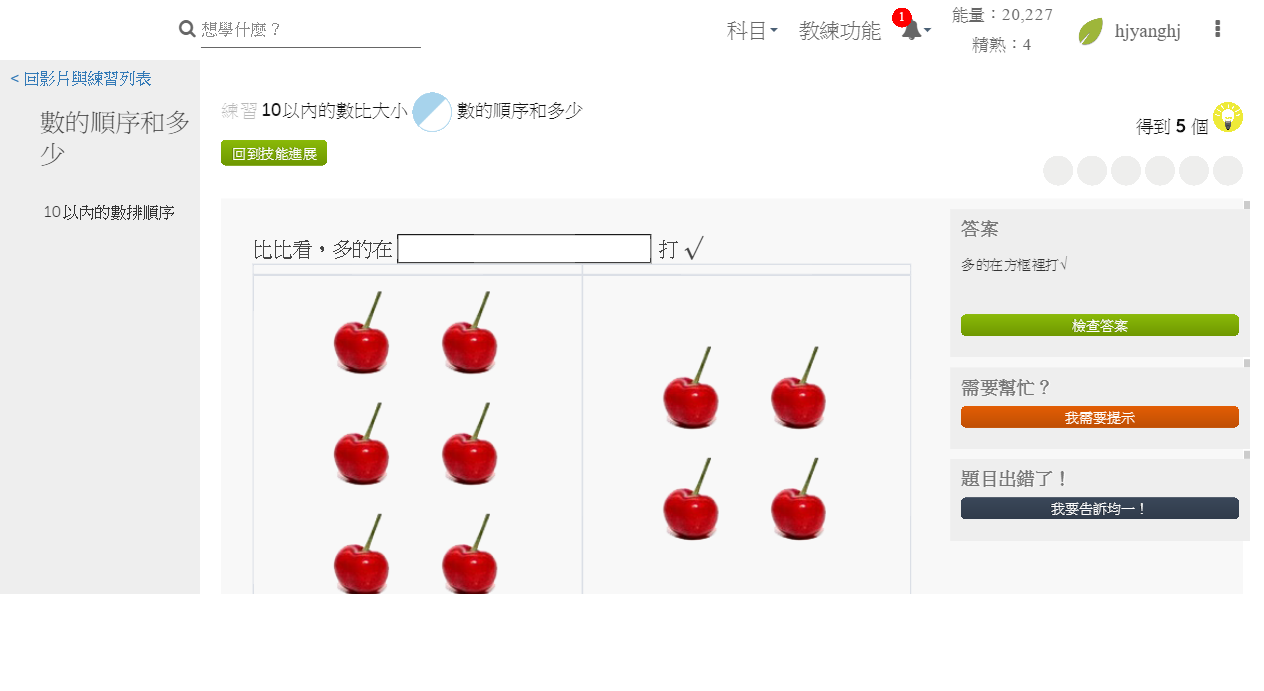 想學什麼？
科目
教練功能
1
能量：20,227
精熟：4
hjyanghj
< 回影片與練習列表
數的順序和多少
10以內的數排順序
練習 10以內的數比大小 數的順序和多少
回到技能進展
得到 5 個
比比看，多的在 打 √
答案
多的在方框裡打√
檢查答案
需要幫忙？
我需要提示
題目出錯了！
我要告訴均一！